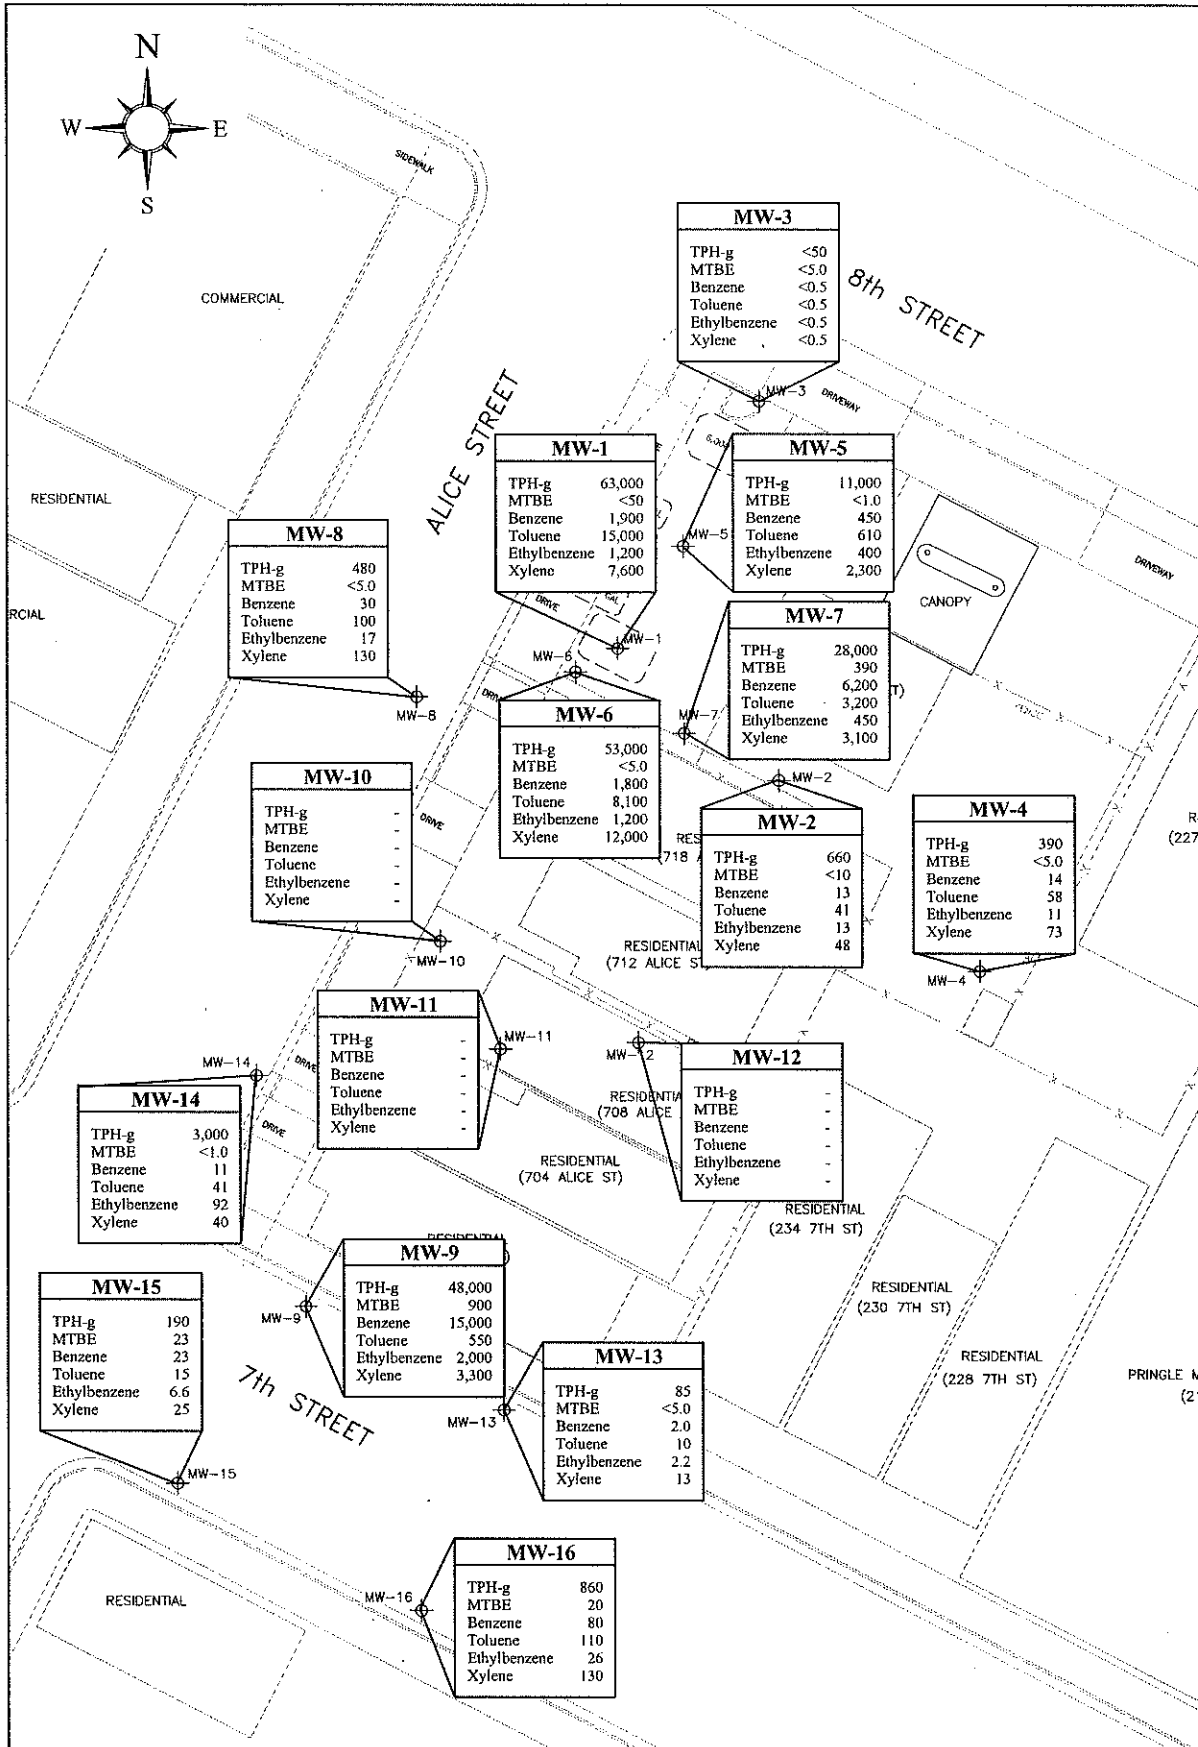 N
W E
S
SIDEWALK
COMMERCIAL
MW-3
TPH-g <50
MTBE <5.0
Benzene <0.5
Toluene <0.5
Ethylbenzene <0.5
Xylene <0.5
8th STREET
MW-3
DRIVEWAY
ALICE STREET
MW-1
TPH-g 63,000
MTBE <50
Benzene 1,900
Toluene 15,000
Ethylbenzene 1,200
Xylene 7,600
MW-5
TPH-g 11,000
MTBE <1.0
Benzene 450
Toluene 610
Ethylbenzene 400
Xylene 2,300
MW-5
RESIDENTIAL
MW-8
TPH-g 480
MTBE <5.0
Benzene 30
Toluene 100
Ethylbenzene 17
Xylene 130
MW-8
RCIAL
DRIVEWAY
CANOPY
DRIVE
MW-1
MW-6
MW-7
TPH-g 28,000
MTBE 390
Benzene 6,200
Toluene 3,200
Ethylbenzene 450
Xylene 3,100
T)
MW-7
MW-6
TPH-g 53,000
MTBE <5.0
Benzene 1,800
Toluene 8,100
Ethylbenzene 1,200
Xylene 12,000
MW-2
MW-2
TPH-g 660
MTBE <10
Benzene 13
Toluene 41
Ethylbenzene 13
Xylene 48
MW-4
TPH-g 390
MTBE <5.0
Benzene 14
Toluene 58
Ethylbenzene 11
Xylene 73
MW-4
R
(227
MW-10
TPH-g -
MTBE -
Benzene -
Toluene -
Ethylbenzene -
Xylene -
MW-10
DRIVE
RES
(718 A
RESIDENTIAL
(712 ALICE ST
MW-11
TPH-g -
MTBE -
Benzene -
Toluene -
Ethylbenzene -
Xylene -
MW-11
MW-12
MW-12
TPH-g -
MTBE -
Benzene -
Toluene -
Ethylbenzene -
Xylene -
RESIDENTIA
(708 ALICE
MW-14
DRIVE
MW-14
TPH-g 3,000
MTBE <1.0
Benzene 11
Toluene 41
Ethylbenzene 92
Xylene 40
DRIVE
RESIDENTIAL
(704 ALICE ST)
RESIDENTIAL
(234 7TH ST)
RESIDENTIAL
MW-9
TPH-g 48,000
MTBE 900
Benzene 15,000
Toluene 550
Ethylbenzene 2,000
Xylene 3,300
MW-9
MW-15
TPH-g 190
MTBE 23
Benzene 23
Toluene 15
Ethylbenzene 6.6
Xylene 25
MW-15
7th STREET
RESIDENTIAL
(230 7TH ST)
RESIDENTIAL
(228 7TH ST)
PRINGLE M
(21
MW-13
TPH-g 85
MTBE <5.0
Benzene 2.0
Toluene 10
Ethylbenzene 2.2
Xylene 13
MW-13
MW-16
TPH-g 860
MTBE 20
Benzene 80
Toluene 110
Ethylbenzene 26
Xylene 130
MW-16
RESIDENTIAL